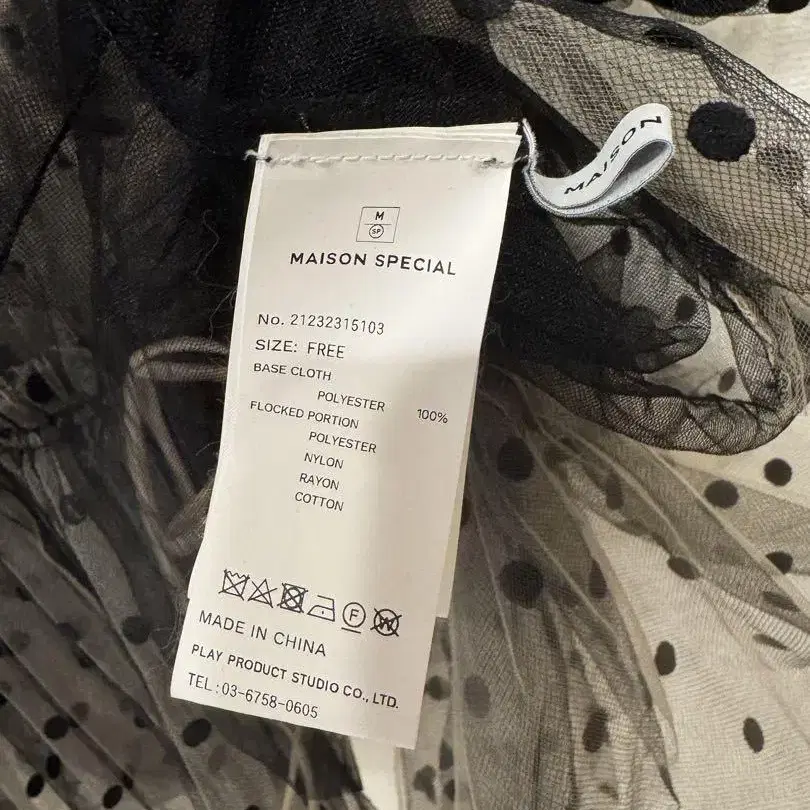 M
SP
MAISON SPECIAL
MAISON
No. 21232315103
SIZE: FREE
BASE CLOTH
POLYESTER 100%
FLOCKED PORTION
POLYESTER
NYLON
RAYON
COTTON
F
W
MADE IN CHINA
PLAY PRODUCT STUDIO CO., LTD.
TEL:03-6758-0605